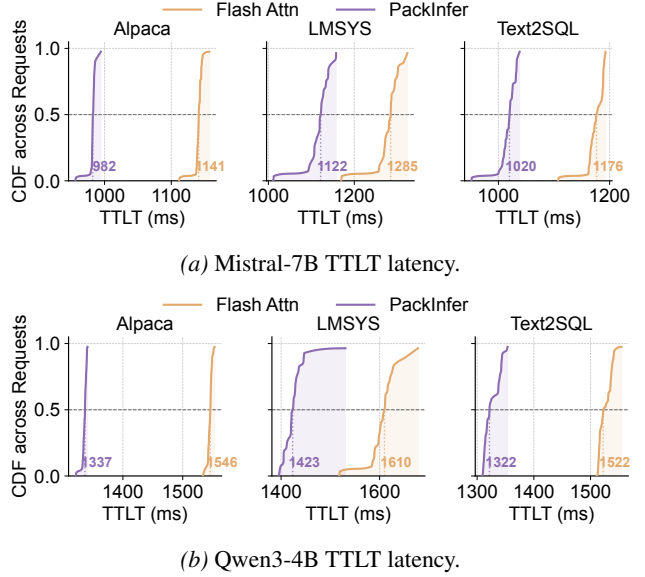 Flash Attn PackInfer
Alpaca LMSYS Text2SQL
CDF across Requests
1.0
0.5
0.0
982 1141 1122 1285 1020 1176
1000 1100 1000 1200 1000 1200
TTLT (ms) TTLT (ms) TTLT (ms)
(a) Mistral-7B TTLT latency.
Flash Attn PackInfer
Alpaca LMSYS Text2SQL
CDF across Requests
1.0
0.5
0.0
1337 1546 1423 1610 1322 1522
1400 1500 1400 1600 1300 1400 1500
TTLT (ms) TTLT (ms) TTLT (ms)
(b) Qwen3-4B TTLT latency.